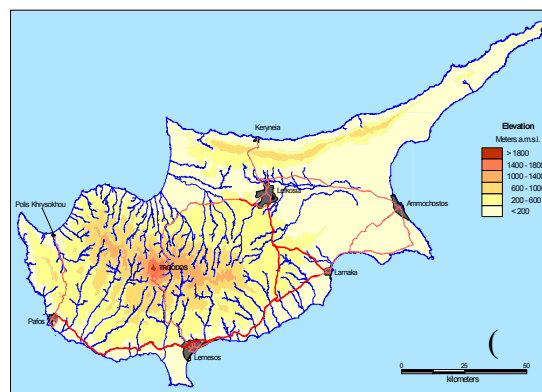 Keryneia
Elevation
Meters a.m.s.l.
> 1800
1400 - 1800
1000 - 1400
600 - 1000
200 - 600
< 200
Lefkosia
Polis Khrysokhou
Ammochostos
TROODOS
Larnaka
Pafos
Lemesos
0 25 50
kilometers